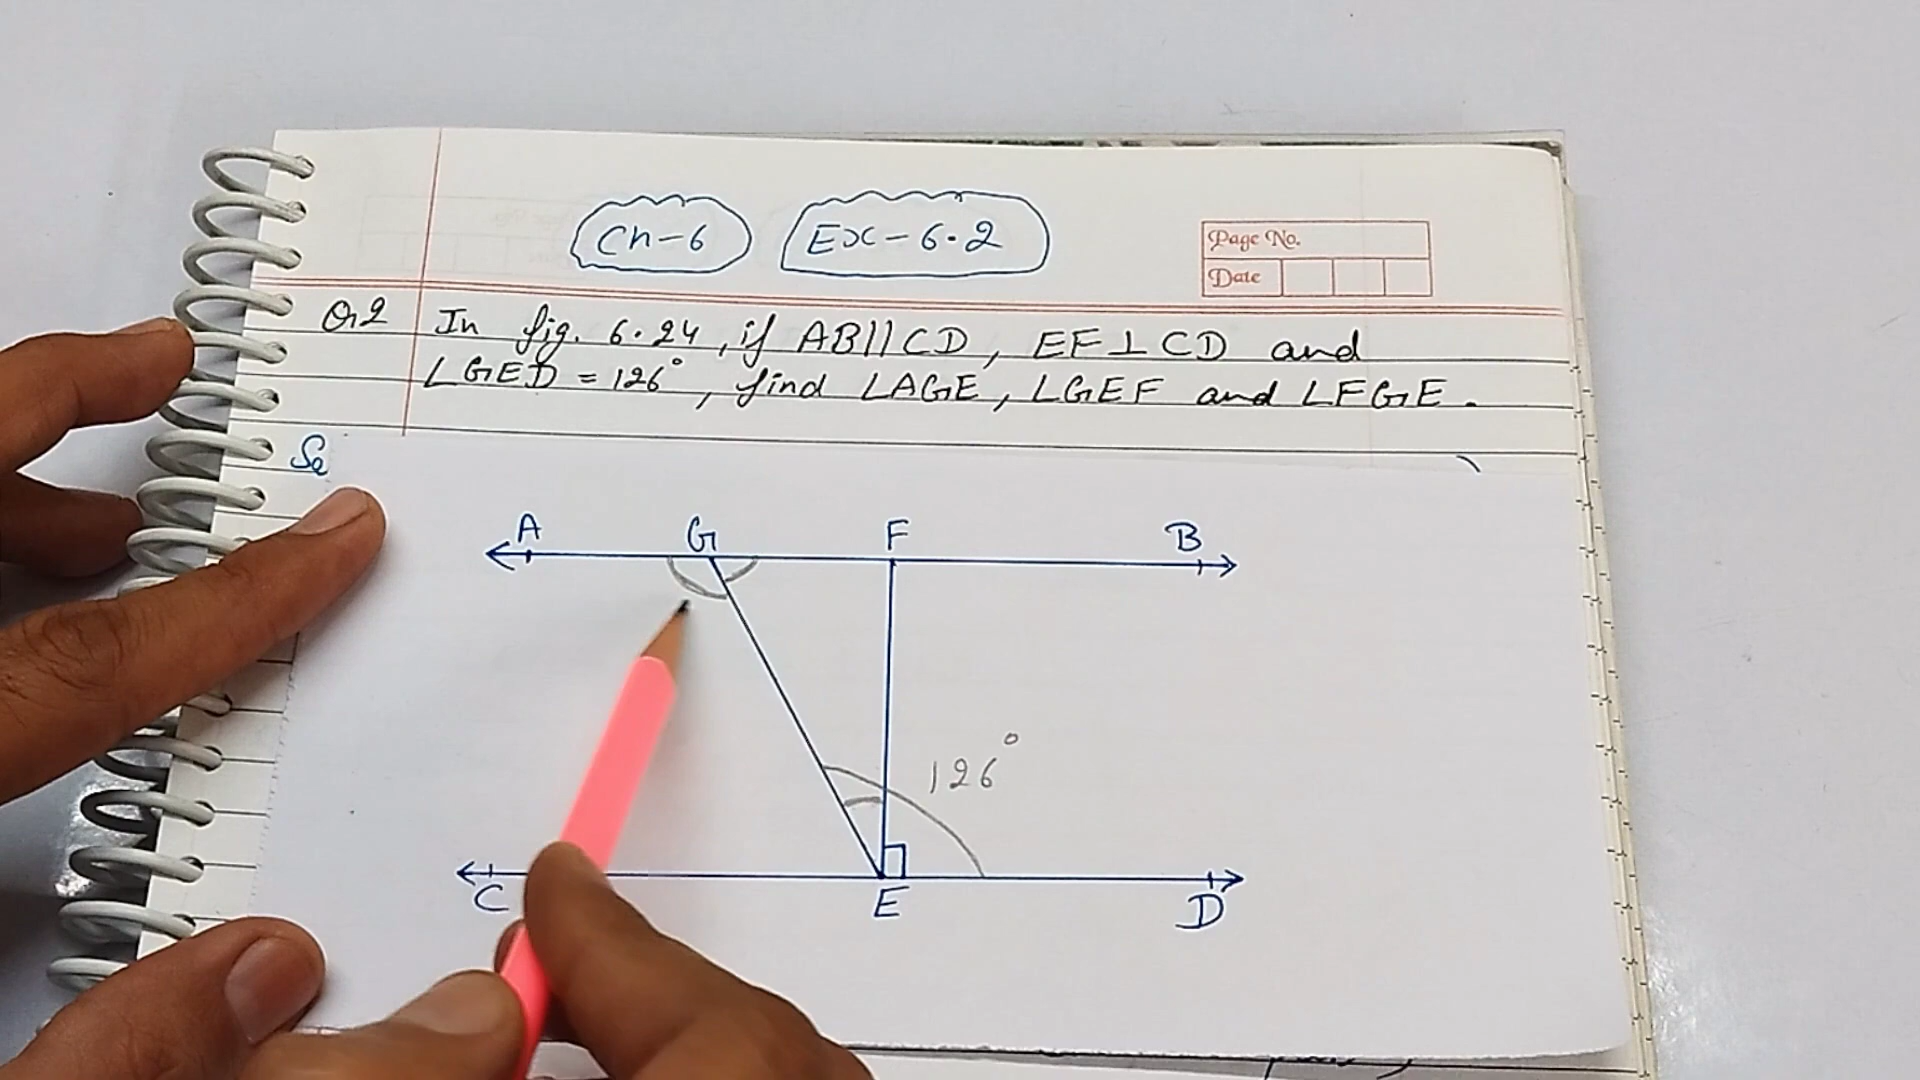 Ch-6 Ex-6.2
Page No.
Date
Q2 In fig. 6.24, if AB||CD, EF⊥CD and
∠GED = 126°, find ∠AGE, ∠GEF and ∠FGE.
So
A G F B
126°
C E D